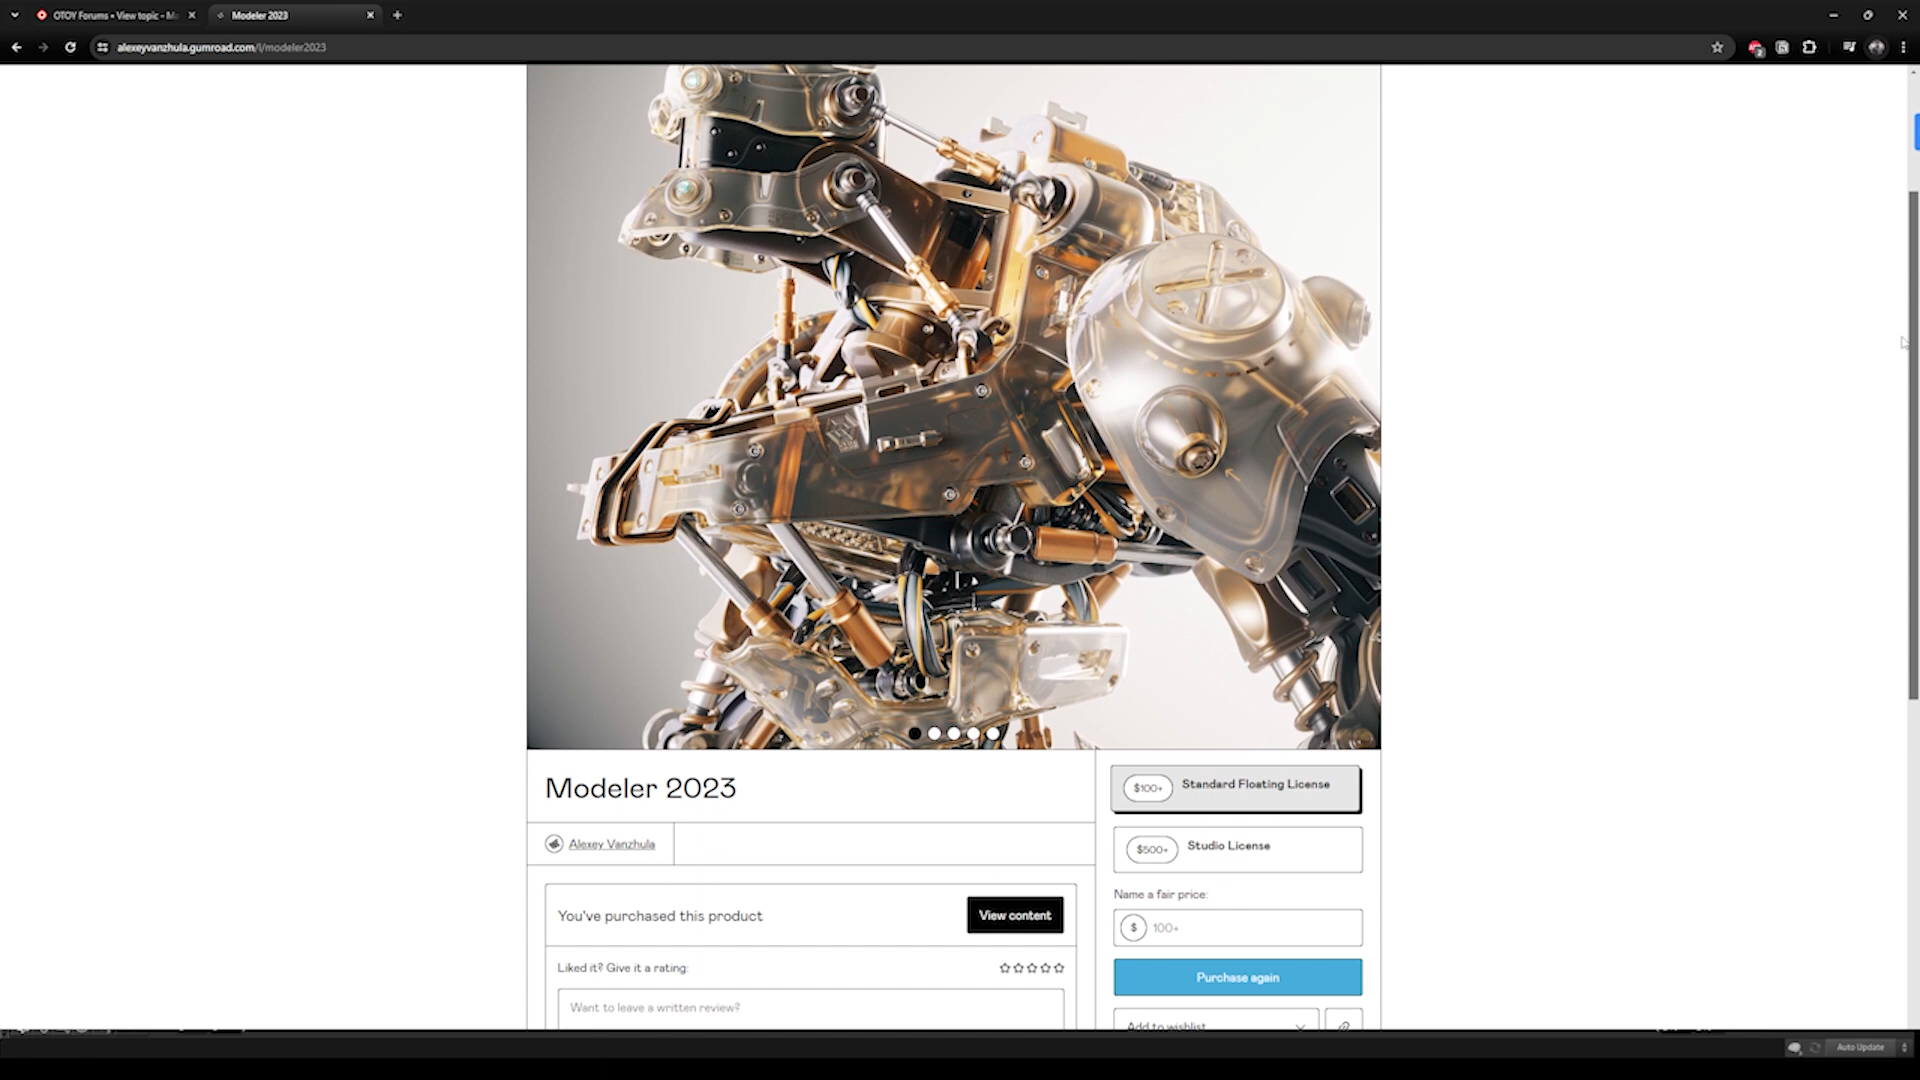 OTOY Forums • View topic - M
Modeler 2023
alexeyvanzhula.gumroad.com/l/modeler2023
Modeler 2023
Alexey Vanzhula
You've purchased this product
View content
Liked it? Give it a rating:
Want to leave a written review?
$100+
Standard Floating License
$500+
Studio License
Name a fair price:
$ 100+
Purchase again
Add to wishlist
Auto Update